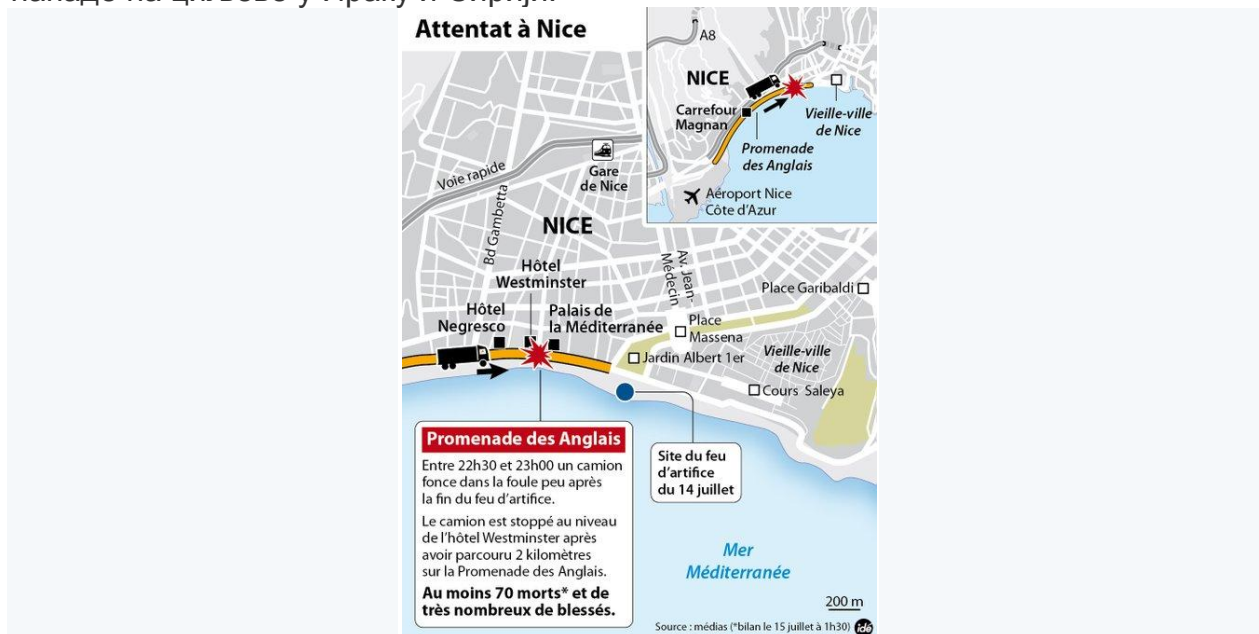 Attentat à Nice
A8
NICE
Carrefour
Magnan
Vieille-ville
de Nice
Promenade
des Anglais
Aéroport Nice
Côte d'Azur
Voie rapide
Gare
de Nice
Bd Gambetta
NICE
Hôtel
Westminster
Av. Jean-
Médecin
Place Garibaldi
Hôtel
Negresco
Palais de
la Méditerranée
Place
Massena
Jardin Albert 1er
Vieille-ville
de Nice
Cours Saleya
Promenade des Anglais
Entre 22h30 et 23h00 un camion
fonce dans la foule peu après
la fin du feu d'artifice.
Le camion est stoppé au niveau
de l'hôtel Westminster après
avoir parcouru 2 kilomètres
sur la Promenade des Anglais.
Au moins 70 morts* et de
très nombreux de blessés.
Site du feu
d'artifice
du 14 juillet
Mer
Méditerranée
200 m
Source : médias (*bilan le 15 juillet à 1h30)
idé